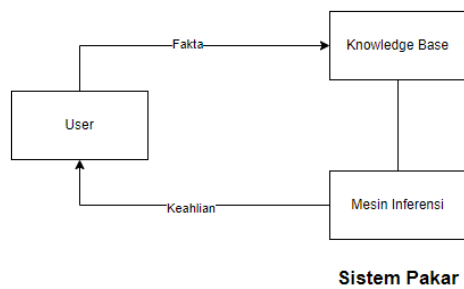 Fakta
Knowledge Base
User
Mesin Inferensi
Keahlian
Sistem Pakar